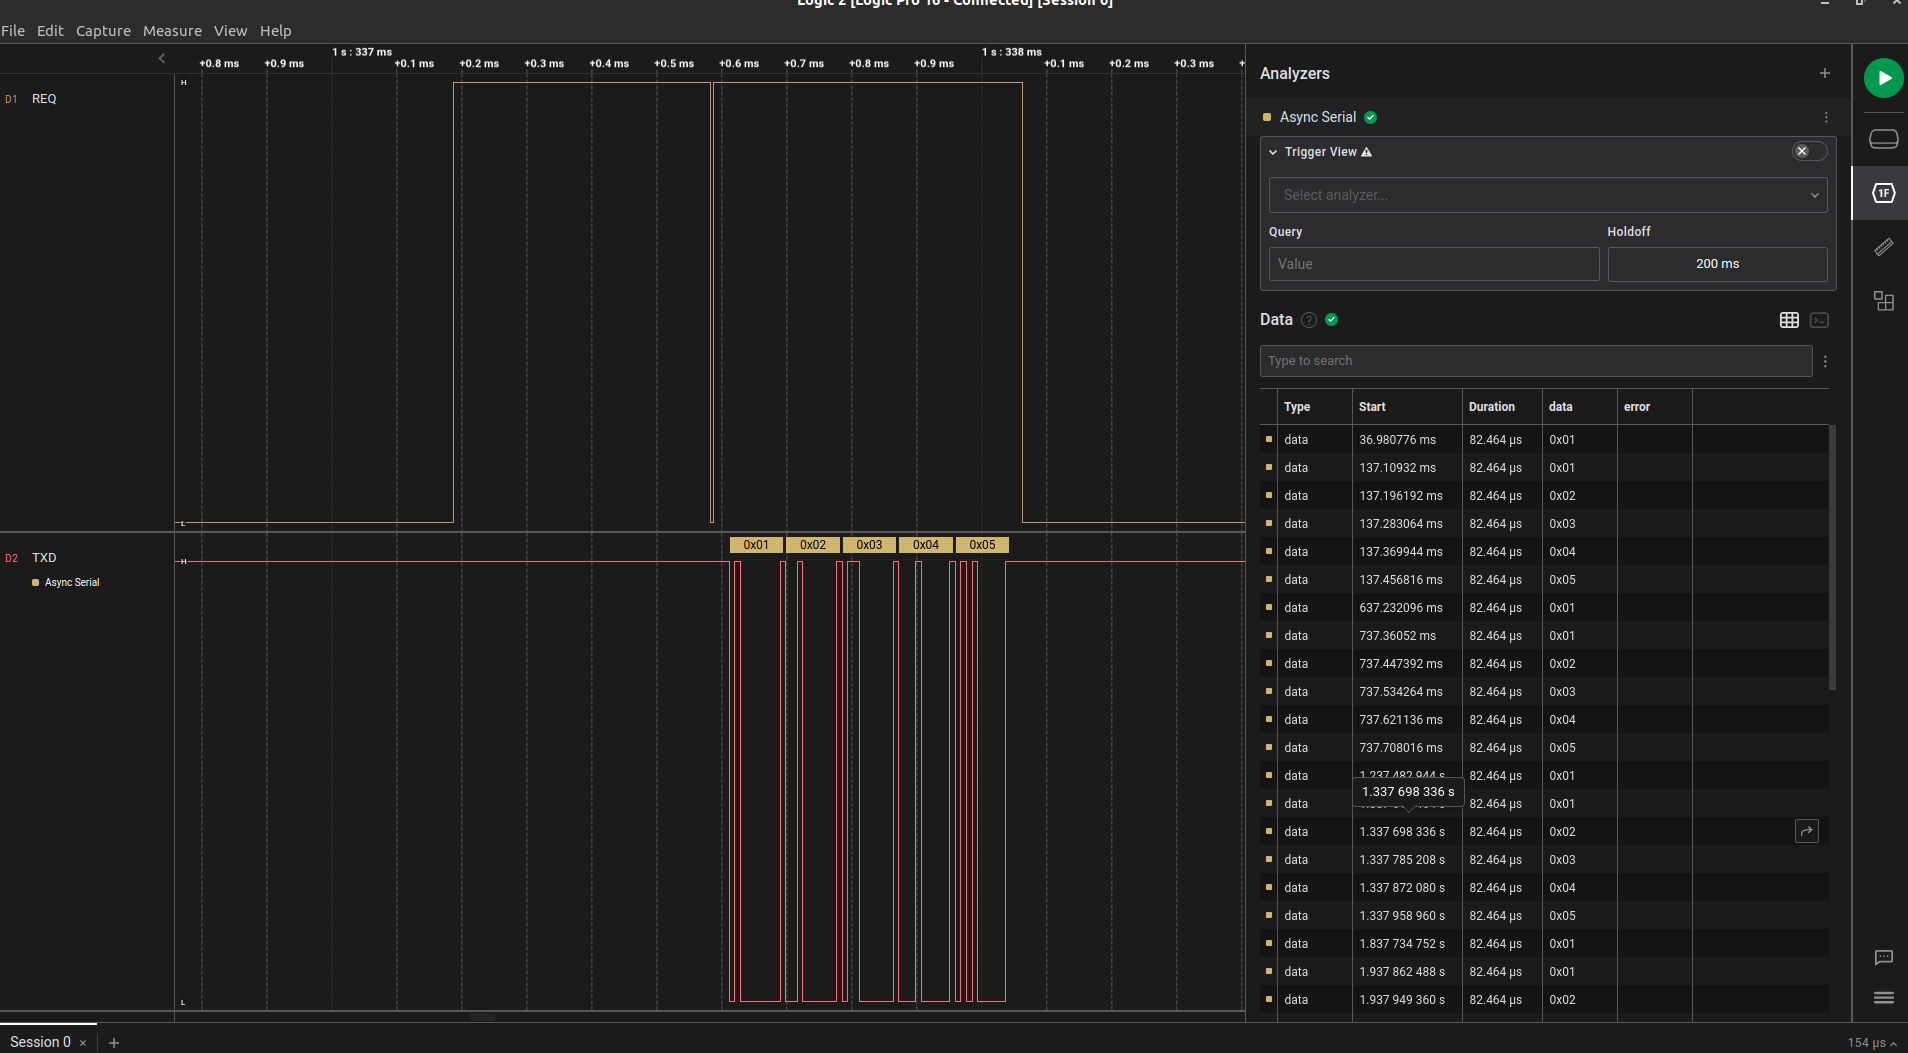 Logic 2 [Logic Pro 16 - Connected] [Session 0]
File Edit Capture Measure View Help
1 s : 337 ms 1 s : 338 ms
+0.8 ms +0.9 ms +0.1 ms +0.2 ms +0.3 ms +0.4 ms +0.5 ms +0.6 ms +0.7 ms +0.8 ms +0.9 ms +0.1 ms +0.2 ms +0.3 ms +
H
D1 REQ
L
0x01 0x02 0x03 0x04 0x05
D2 TXD
H
Async Serial
L
Analyzers
Async Serial
Trigger View
Select analyzer...
Query Holdoff
Value 200 ms
Data ?
Type to search
Type Start Duration data error
data 36.980776 ms 82.464 μs 0x01
data 137.10932 ms 82.464 μs 0x01
data 137.196192 ms 82.464 μs 0x02
data 137.283064 ms 82.464 μs 0x03
data 137.369944 ms 82.464 μs 0x04
data 137.456816 ms 82.464 μs 0x05
data 637.232096 ms 82.464 μs 0x01
data 737.36052 ms 82.464 μs 0x01
data 737.447392 ms 82.464 μs 0x02
data 737.534264 ms 82.464 μs 0x03
data 737.621136 ms 82.464 μs 0x04
data 737.708016 ms 82.464 μs 0x05
data 1.237 482 944 s 82.464 μs 0x01
1.337 698 336 s
data 82.464 μs 0x01
data 1.337 698 336 s 82.464 μs 0x02
data 1.337 785 208 s 82.464 μs 0x03
data 1.337 872 080 s 82.464 μs 0x04
data 1.337 958 960 s 82.464 μs 0x05
data 1.837 734 752 s 82.464 μs 0x01
data 1.937 862 488 s 82.464 μs 0x01
data 1.937 949 360 s 82.464 μs 0x02
1F
Session 0
154 μs